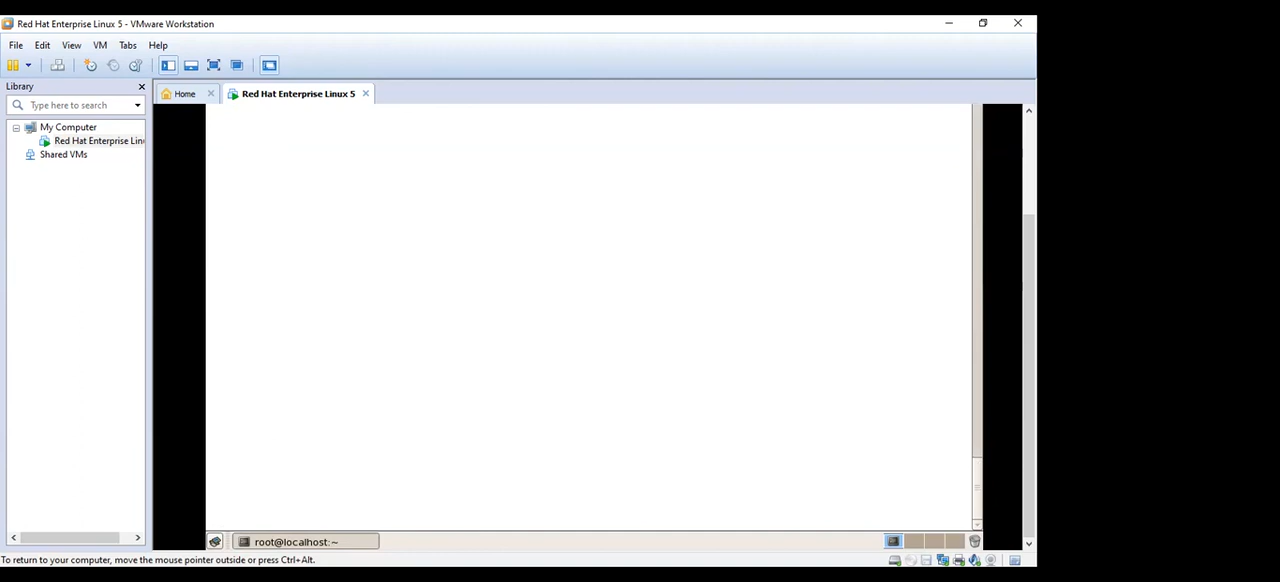 Red Hat Enterprise Linux 5 - VMware Workstation
File Edit View VM Tabs Help
Library
Home
Red Hat Enterprise Linux 5
Type here to search
My Computer
Red Hat Enterprise Lin
Shared VMs
root@localhost:~
To return to your computer, move the mouse pointer outside or press Ctrl+Alt.